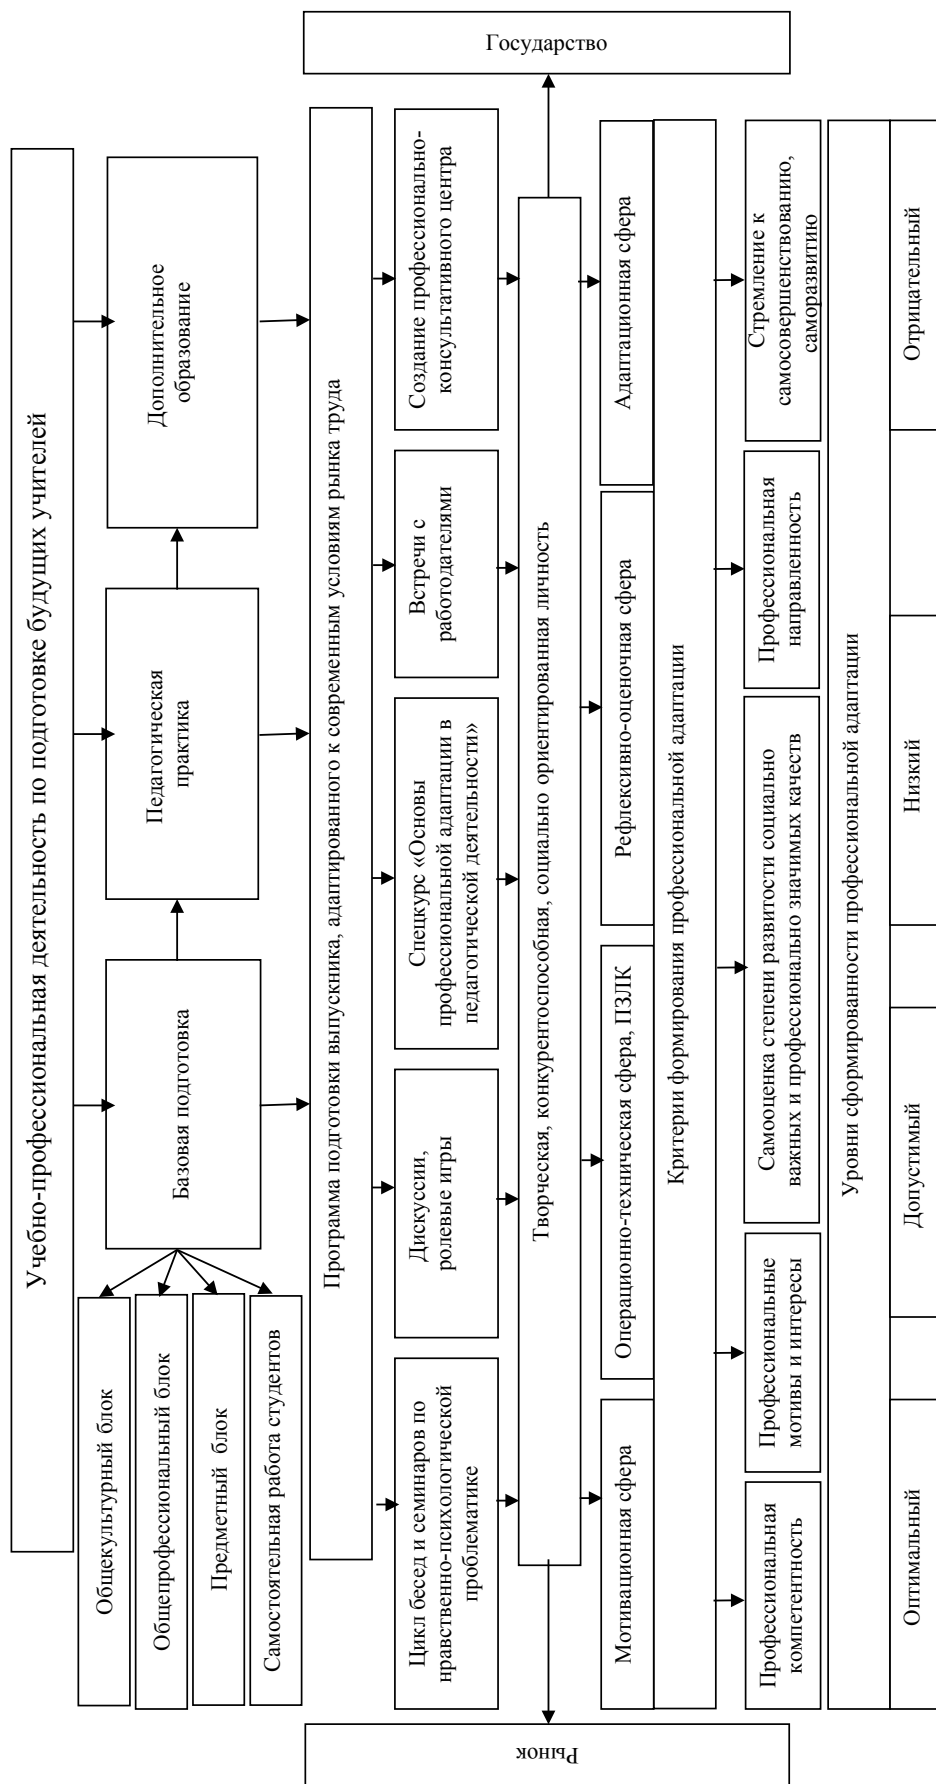 Учебно-профессиональная деятельность по подготовке будущих учителей
Общекультурный блок
Общепрофессиональный блок
Предметный блок
Самостоятельная работа студентов
Базовая подготовка
Педагогическая
практика
Дополнительное
образование
Программа подготовки выпускника, адаптированного к современным условиям рынка труда
Цикл бесед и семинаров по
нравственно-психологической
проблематике
Дискуссии,
ролевые игры
Спецкурс «Основы
профессиональной адаптации в
педагогической деятельности»
Встречи с
работодателями
Создание профессионально-
консультативного центра
Рынок
Творческая, конкурентоспособная, социально ориентированная личность
Государство
Мотивационная сфера
Операционно-техническая сфера, ПЗЛК
Рефлексивно-оценочная сфера
Адаптационная сфера
Критерии формирования профессиональной адаптации
Профессиональная
компетентность
Профессиональные
мотивы и интересы
Самооценка степени развитости социально
важных и профессионально значимых качеств
Профессиональная
направленность
Стремление к
самосовершенствованию,
саморазвитию
Уровни сформированности профессиональной адаптации
Оптимальный
Допустимый
Низкий
Отрицательный